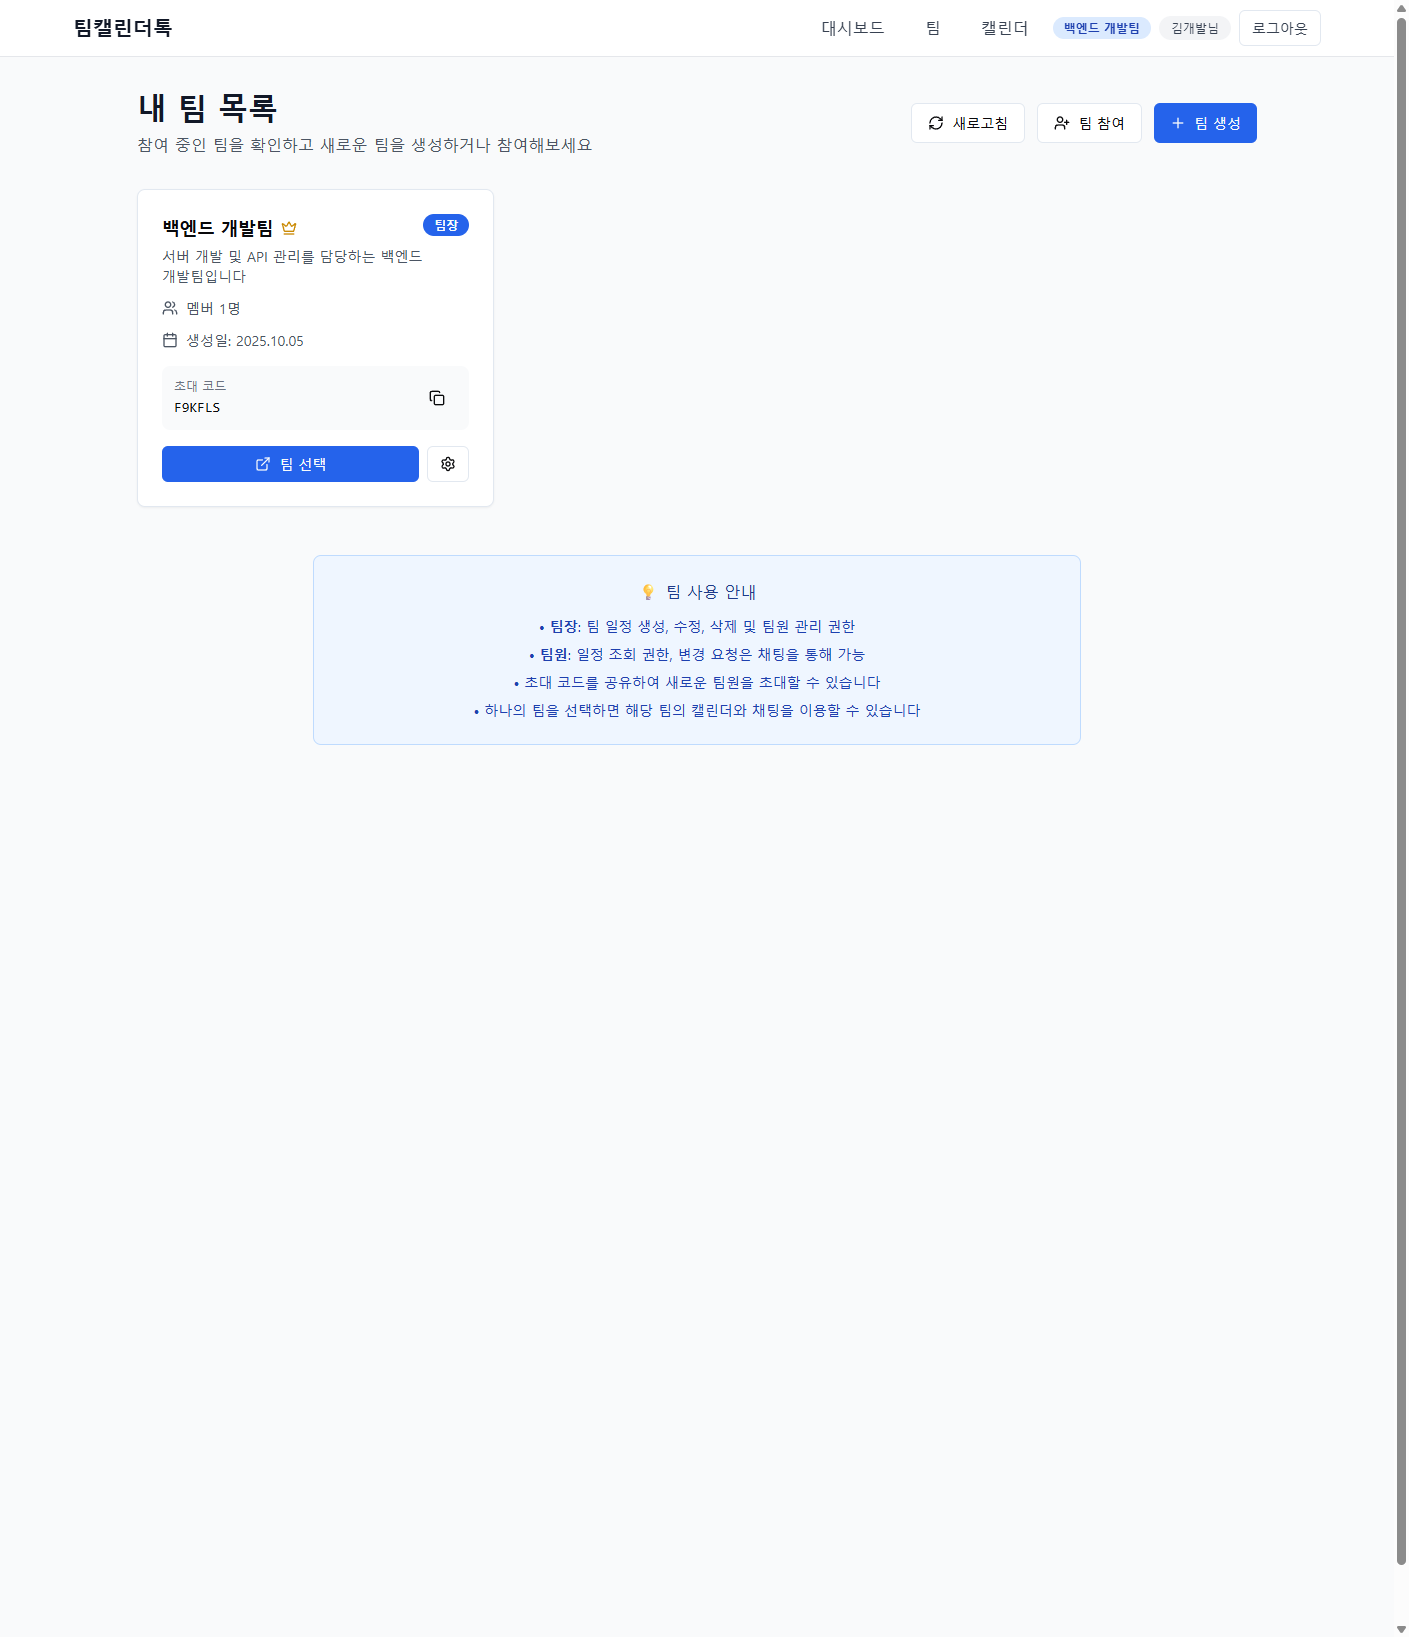 팀캘린더톡
대시보드 팀 캘린더 백엔드 개발팀 김개발님 로그아웃
내 팀 목록
참여 중인 팀을 확인하고 새로운 팀을 생성하거나 참여해보세요
새로고침 팀 참여 팀 생성
백엔드 개발팀 팀장
서버 개발 및 API 관리를 담당하는 백엔드
개발팀입니다
멤버 1명
생성일: 2025.10.05
초대 코드
F9KFLS
팀 선택
💡 팀 사용 안내
• 팀장: 팀 일정 생성, 수정, 삭제 및 팀원 관리 권한
• 팀원: 일정 조회 권한, 변경 요청은 채팅을 통해 가능
• 초대 코드를 공유하여 새로운 팀원을 초대할 수 있습니다
• 하나의 팀을 선택하면 해당 팀의 캘린더와 채팅을 이용할 수 있습니다